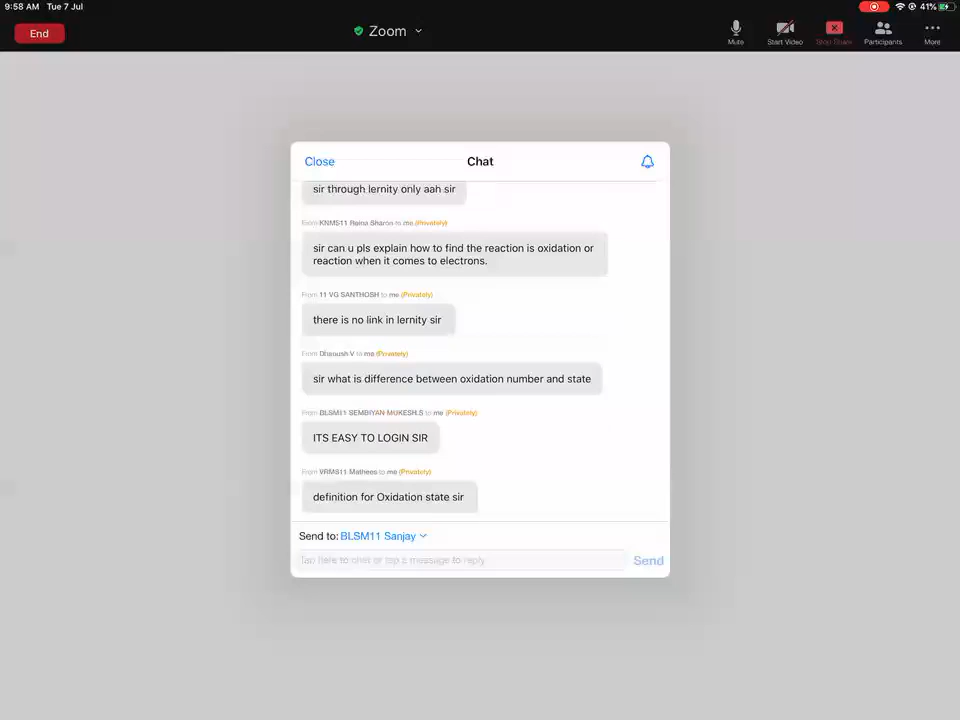 9:58 AM Tue 7 Jul
41%
End
Zoom
Mute
Start Video
Stop Share
Participants
More
Close
Chat
sir through lernity only aah sir
From KNMS11 Raina Sharon to me (Privately)
sir can u pls explain how to find the reaction is oxidation or
reaction when it comes to electrons.
From 11 VG SANTHOSH to me (Privately)
there is no link in lernity sir
From Dhanush V to me (Privately)
sir what is difference between oxidation number and state
From BLSM11 SEMBIYAN MUKESH.S to me (Privately)
ITS EASY TO LOGIN SIR
From VRMS11 to me (Privately)
definition for Oxidation state sir
Send to: BLSM11 Sanjay
Tap here to chat or tap a message to reply
Send